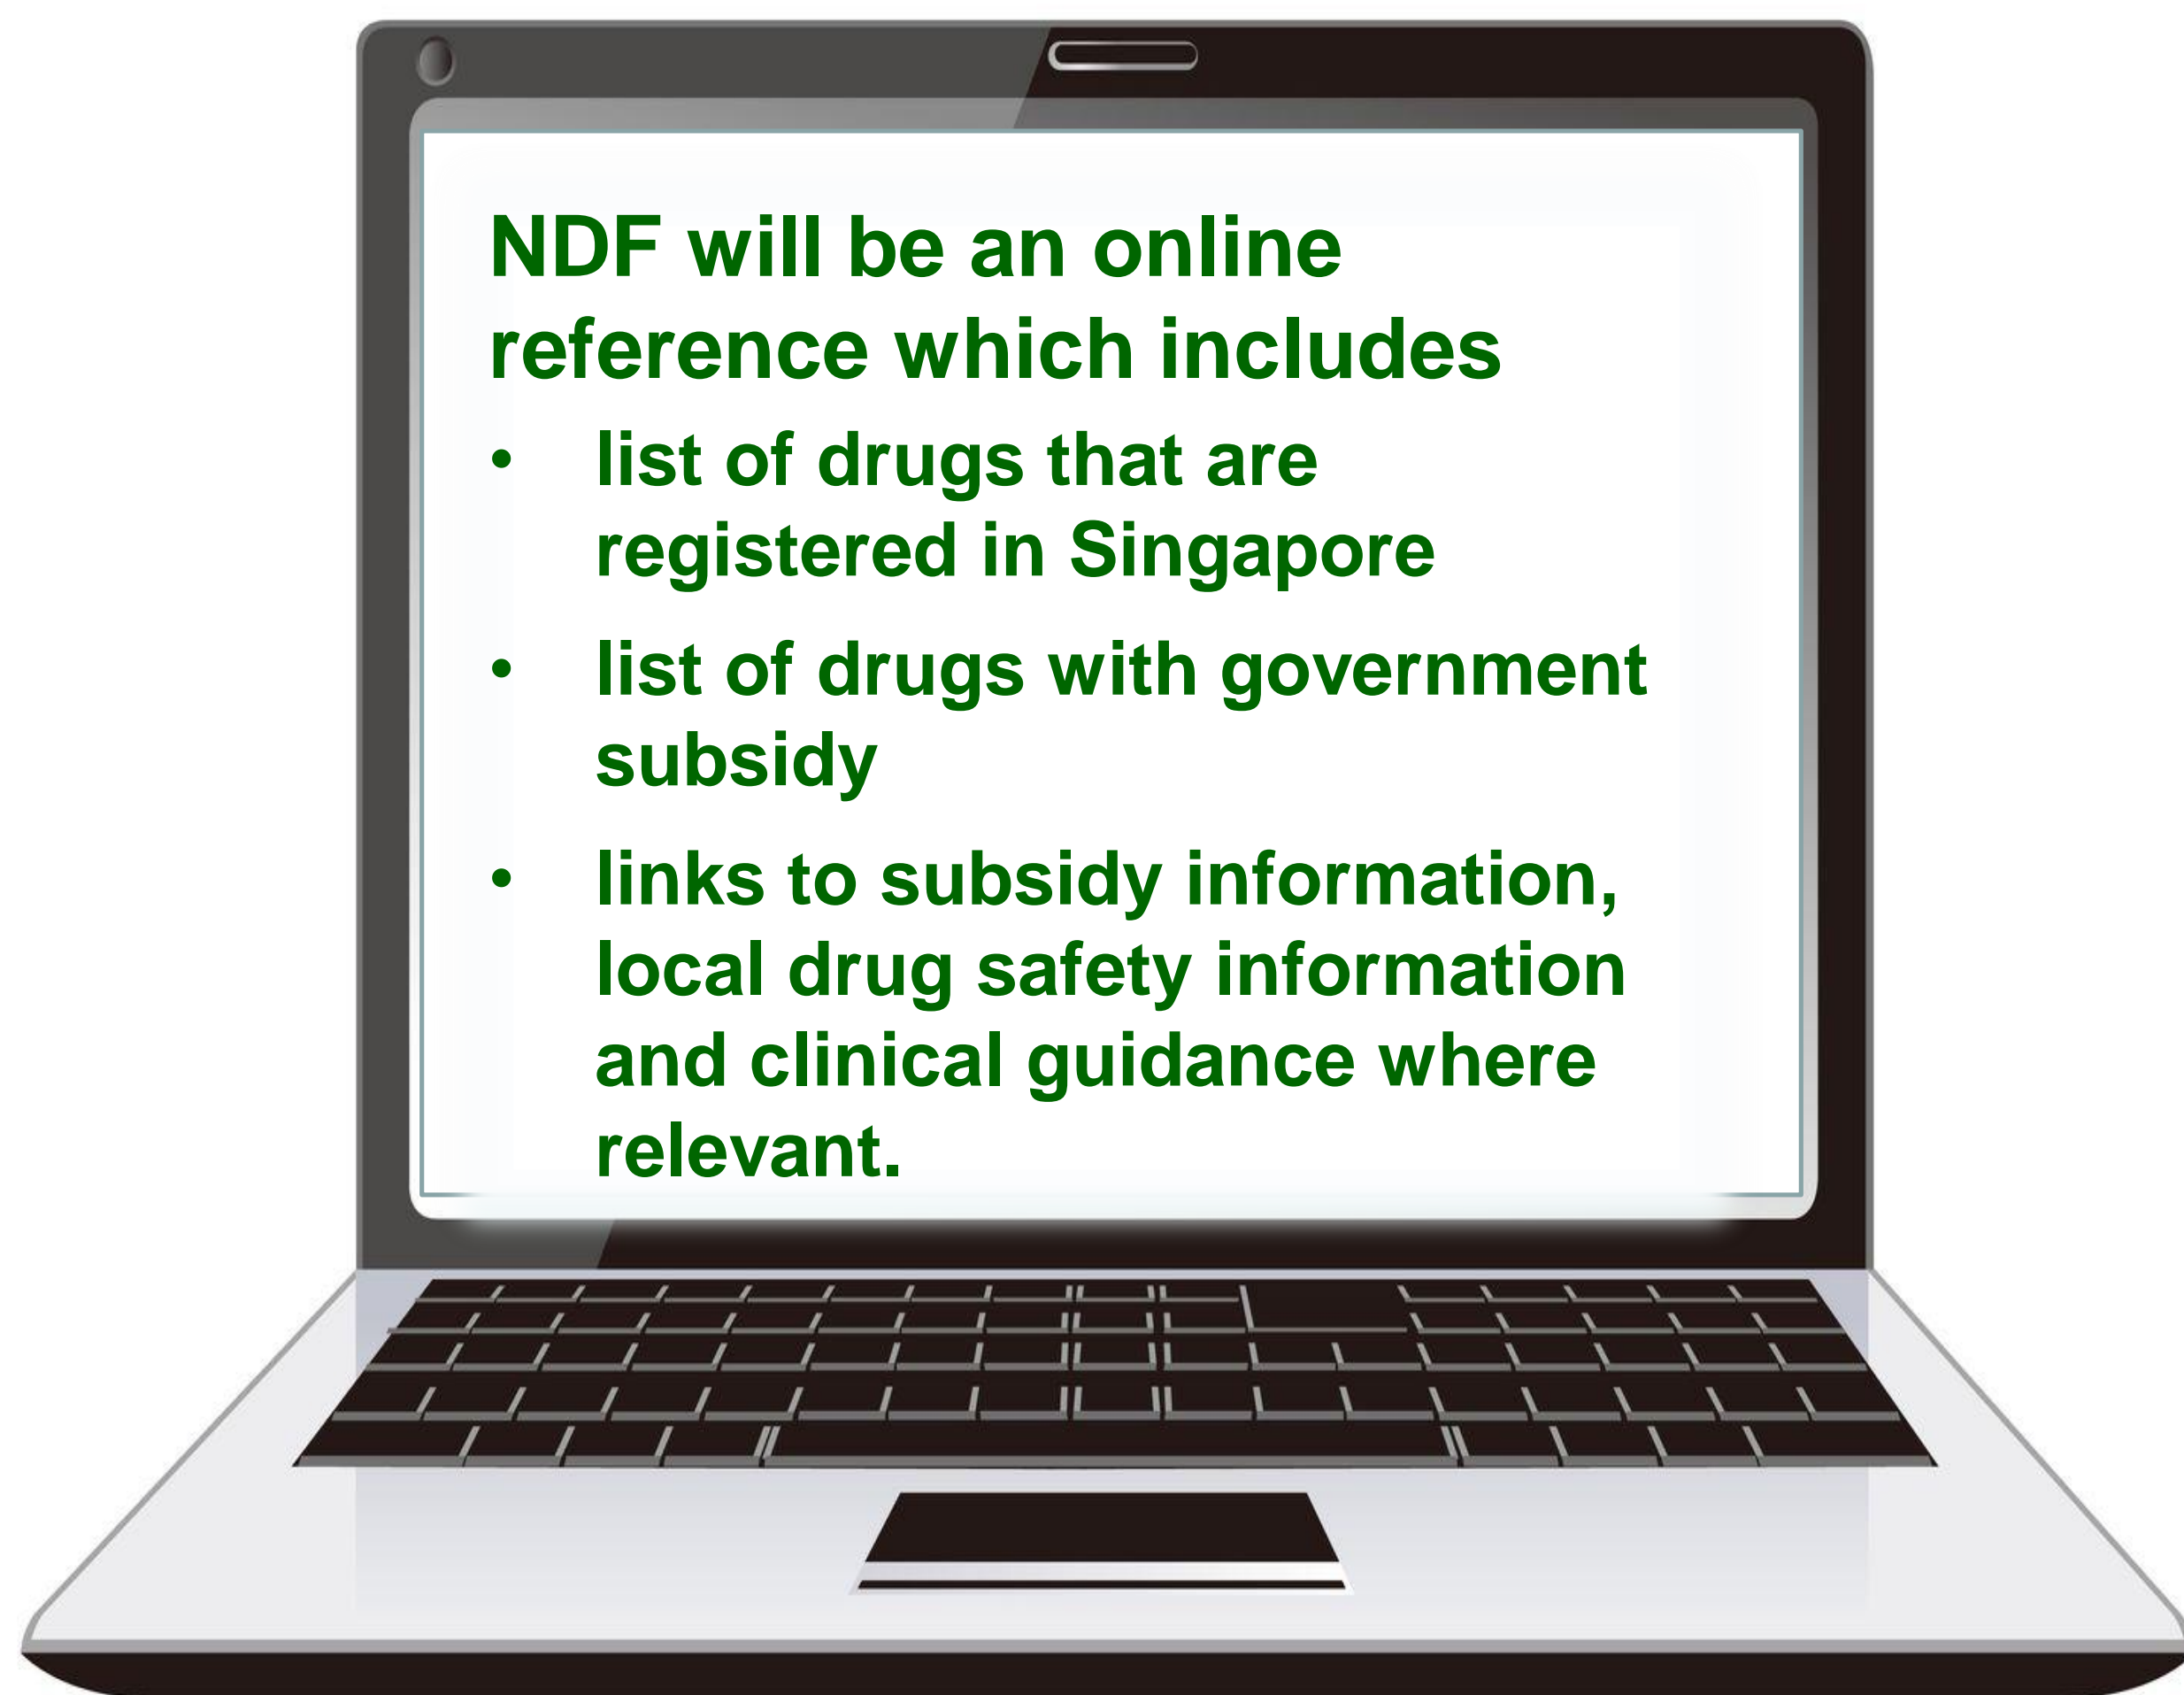 NDF will be an online
reference which includes
• list of drugs that are
registered in Singapore
• list of drugs with government
subsidy
• links to subsidy information,
local drug safety information
and clinical guidance where
relevant.